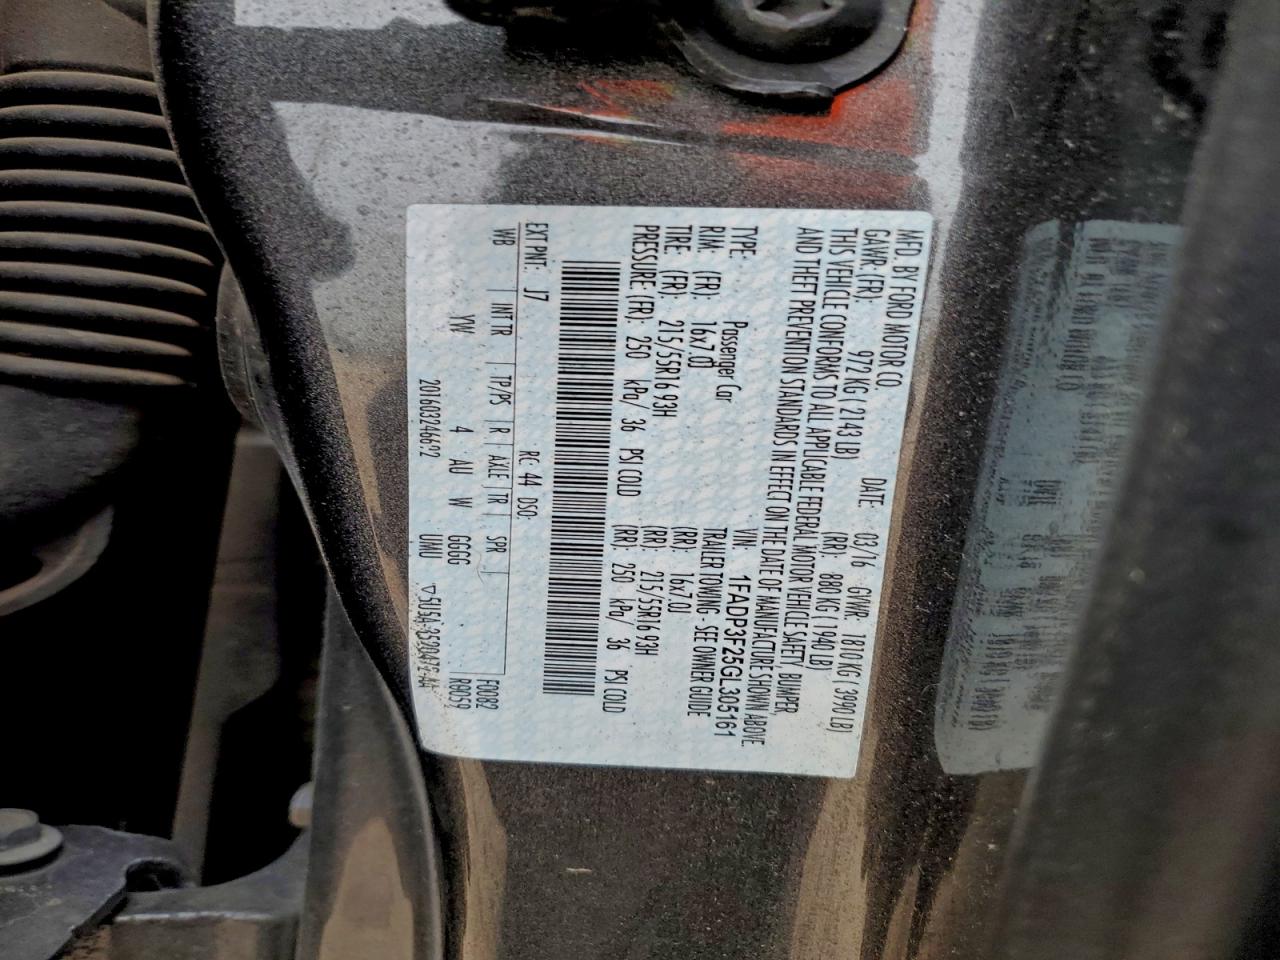 MFD. BY FORD MOTOR CO.
DATE: 03/16 GVWR: 1810 KG ( 3990 LB)
GAWR: (FR) 972 KG ( 2143 LB) (RR): 880 KG ( 1940 LB)
THIS VEHICLE CONFORMS TO ALL APPLICABLE FEDERAL MOTOR VEHICLE SAFETY, BUMPER,
AND THEFT PREVENTION STANDARDS IN EFFECT ON THE DATE OF MANUFACTURE SHOWN ABOVE.
VIN: 1FADP3F25GL305161
TYPE: Passenger Car TRAILER TOWING - SEE OWNER GUIDE
RIM: (FR): 16x7.0J (RR): 16x7.0J
TIRE: (FR): 215/55R16 93H (RR): 215/55R16 93H
PRESSURE: (FR): 250 kPa/ 36 PSI COLD (RR): 250 kPa/ 36 PSI COLD
EXT PNT: J7 RC: 44 DSO: F0082
WB INT TR TP/PS R AXLE TR SPR R9059
YW 4 AU W GGGG
20160324 UNU